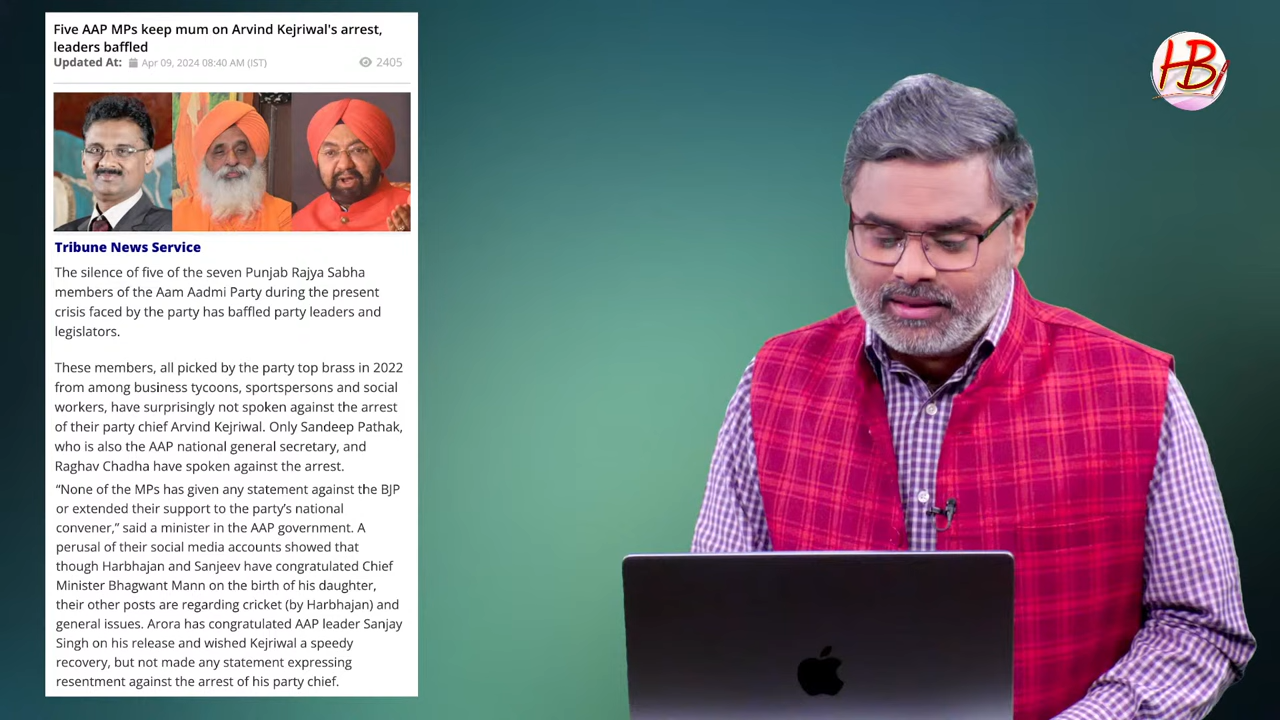 Five AAP MPs keep mum on Arvind Kejriwal's arrest,
leaders baffled
Updated At: Apr 09, 2024 08:40 AM (IST) 2405
Tribune News Service
The silence of five of the seven Punjab Rajya Sabha
members of the Aam Aadmi Party during the present
crisis faced by the party has baffled party leaders and
legislators.
These members, all picked by the party top brass in 2022
from among business tycoons, sportspersons and social
workers, have surprisingly not spoken against the arrest
of their party chief Arvind Kejriwal. Only Sandeep Pathak,
who is also the AAP national general secretary, and
Raghav Chadha have spoken against the arrest.
“None of the MPs has given any statement against the BJP
or extended their support to the party’s national
convener,” said a minister in the AAP government. A
perusal of their social media accounts showed that
though Harbhajan and Sanjeev have congratulated Chief
Minister Bhagwant Mann on the birth of his daughter,
their other posts are regarding cricket (by Harbhajan) and
general issues. Arora has congratulated AAP leader Sanjay
Singh on his release and wished Kejriwal a speedy
recovery, but not made any statement expressing
resentment against the arrest of his party chief.
HBI